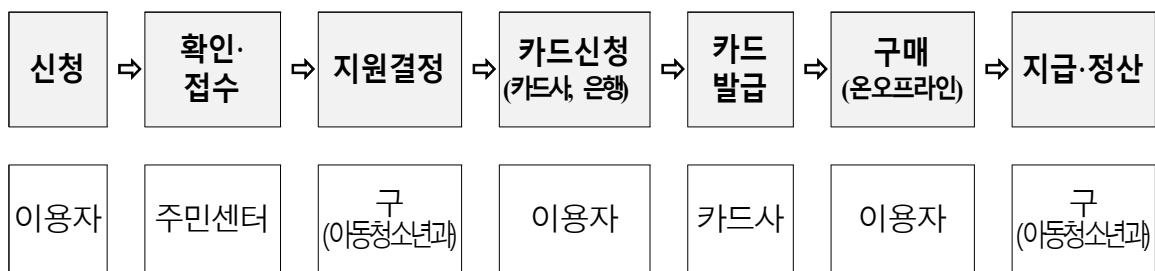 신청 ⇨ 확인· ⇨ 지원결정 ⇨ 카드신청 ⇨ 카드 ⇨ 구매 ⇨ 지급·정산
접수 (카드사, 은행) 발급 (온오프라인)
이용자 주민센터 구 이용자 카드사 이용자 구
(아동청소년과) (아동청소년과)